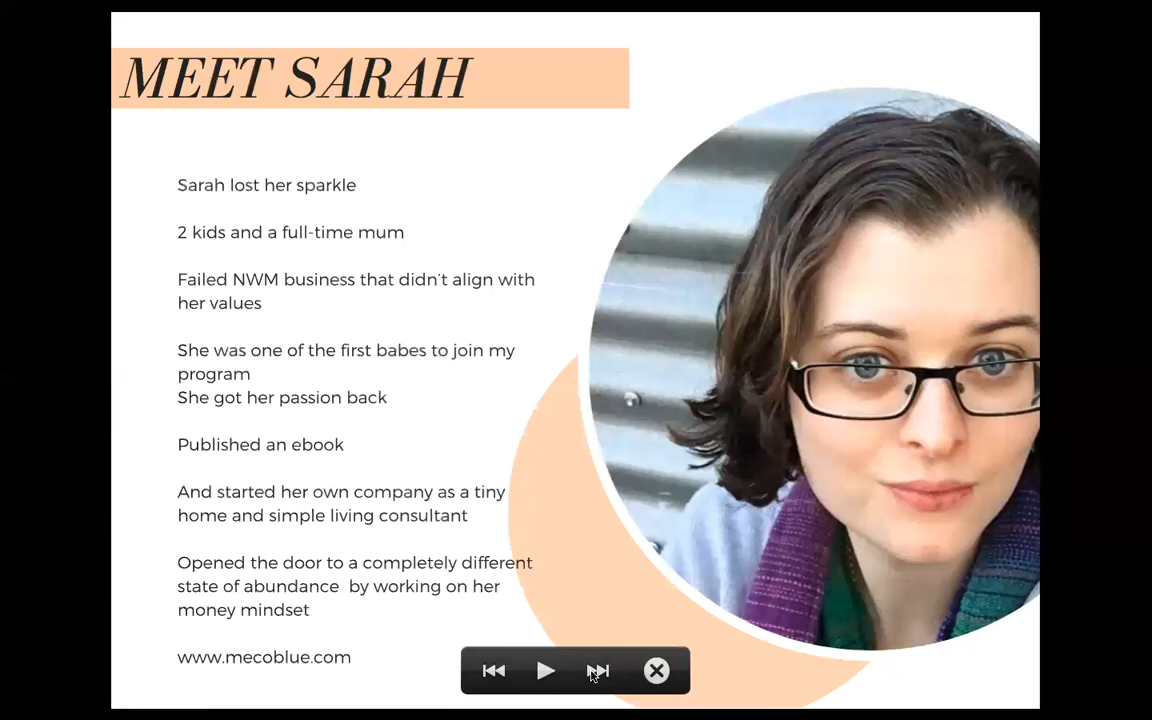 MEET SARAH
Sarah lost her sparkle
2 kids and a full-time mum
Failed NWM business that didn't align with
her values
She was one of the first babes to join my
program
She got her passion back
Published an ebook
And started her own company as a tiny
home and simple living consultant
Opened the door to a completely different
state of abundance  by working on her
money mindset
www.mecoblue.com